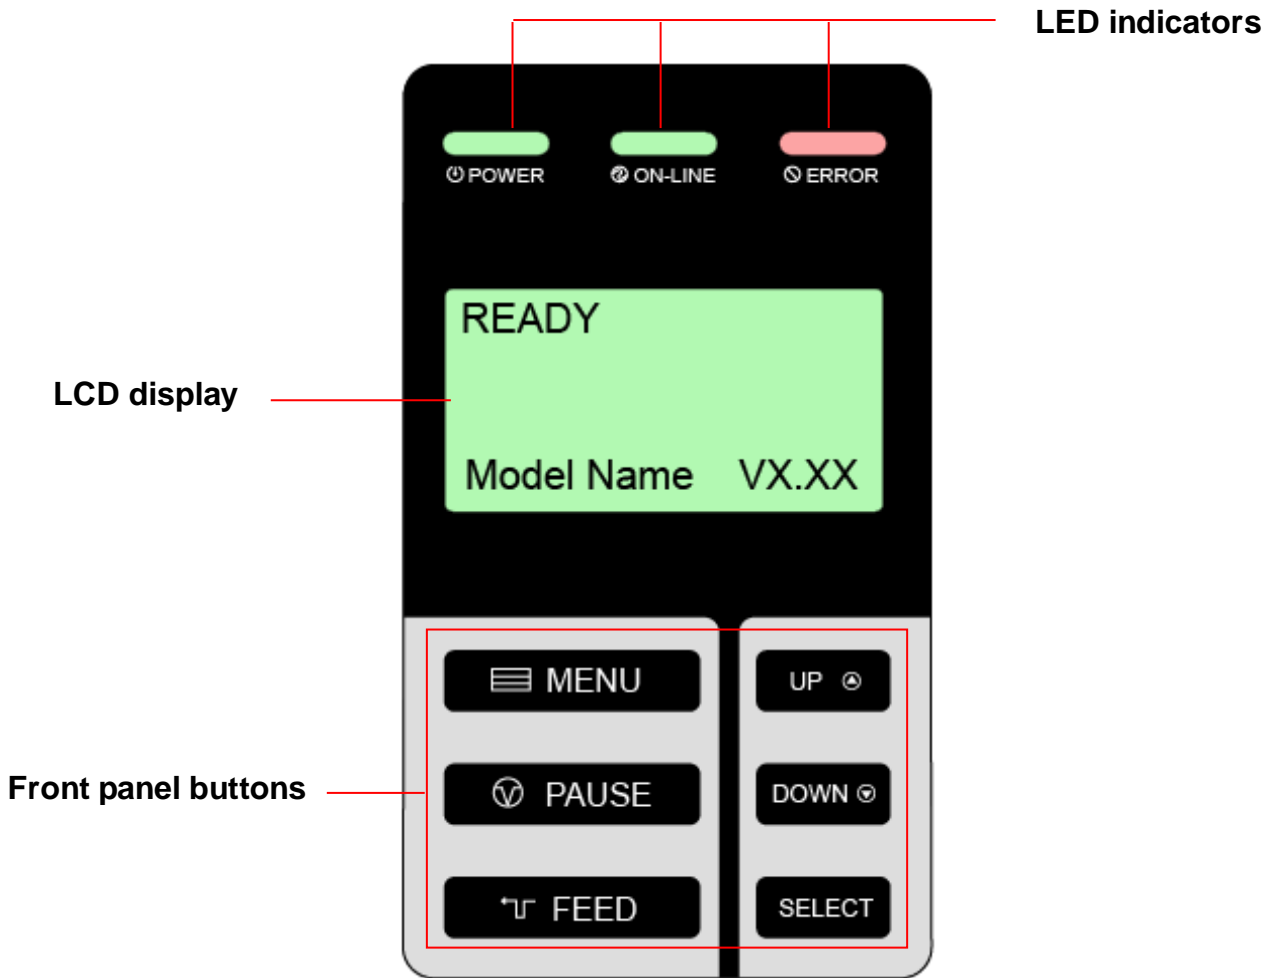 LED indicators
POWER
ON-LINE
ERROR
READY
LCD display
Model Name VX.XX
MENU
UP
Front panel buttons
PAUSE
DOWN
FEED
SELECT